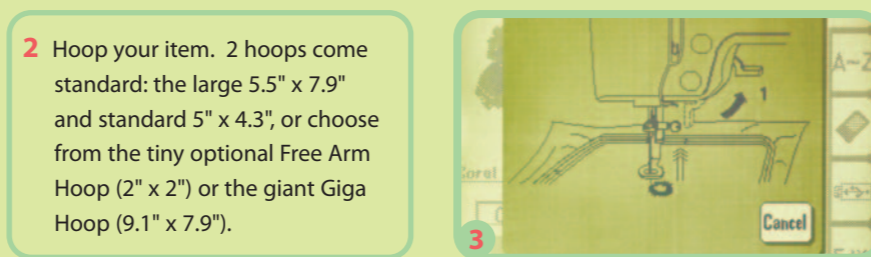 2 Hoop your item. 2 hoops come
standard: the large 5.5" x 7.9"
and standard 5" x 4.3", or choose
from the tiny optional Free Arm
Hoop (2" x 2") or the giant Giga
Hoop (9.1" x 7.9").
1
A~Z
Coral
Cancel
3